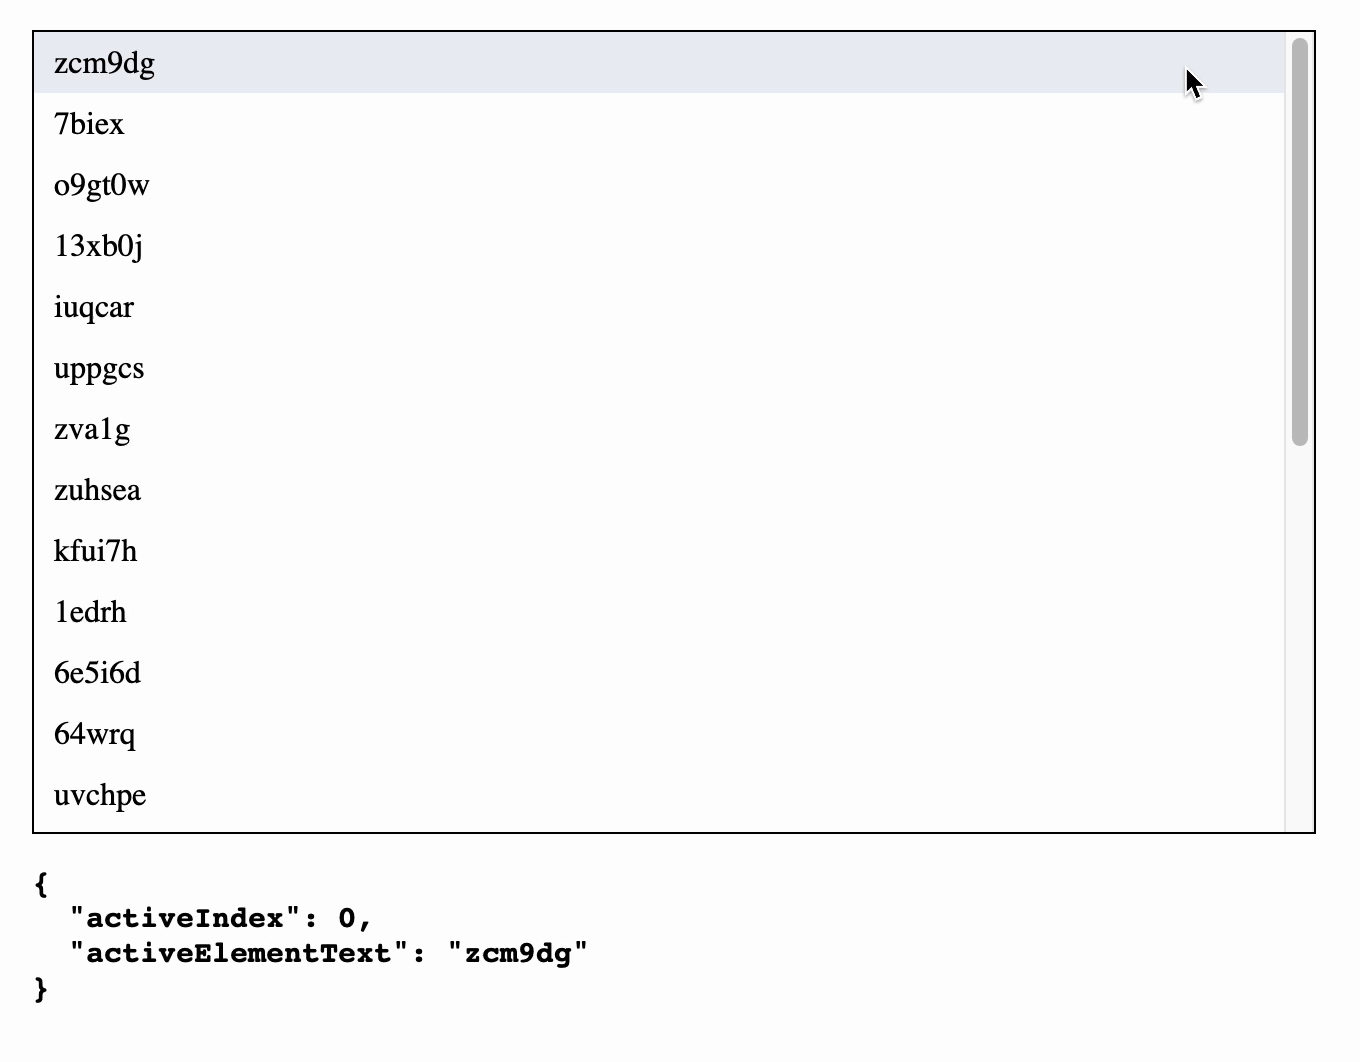 zcm9dg
7biex
o9gt0w
13xb0j
iuqcar
uppgcs
zva1g
zuhsea
kfui7h
1edrh
6e5i6d
64wrq
uvchpe
{
  "activeIndex": 0,
  "activeElementText": "zcm9dg"
}